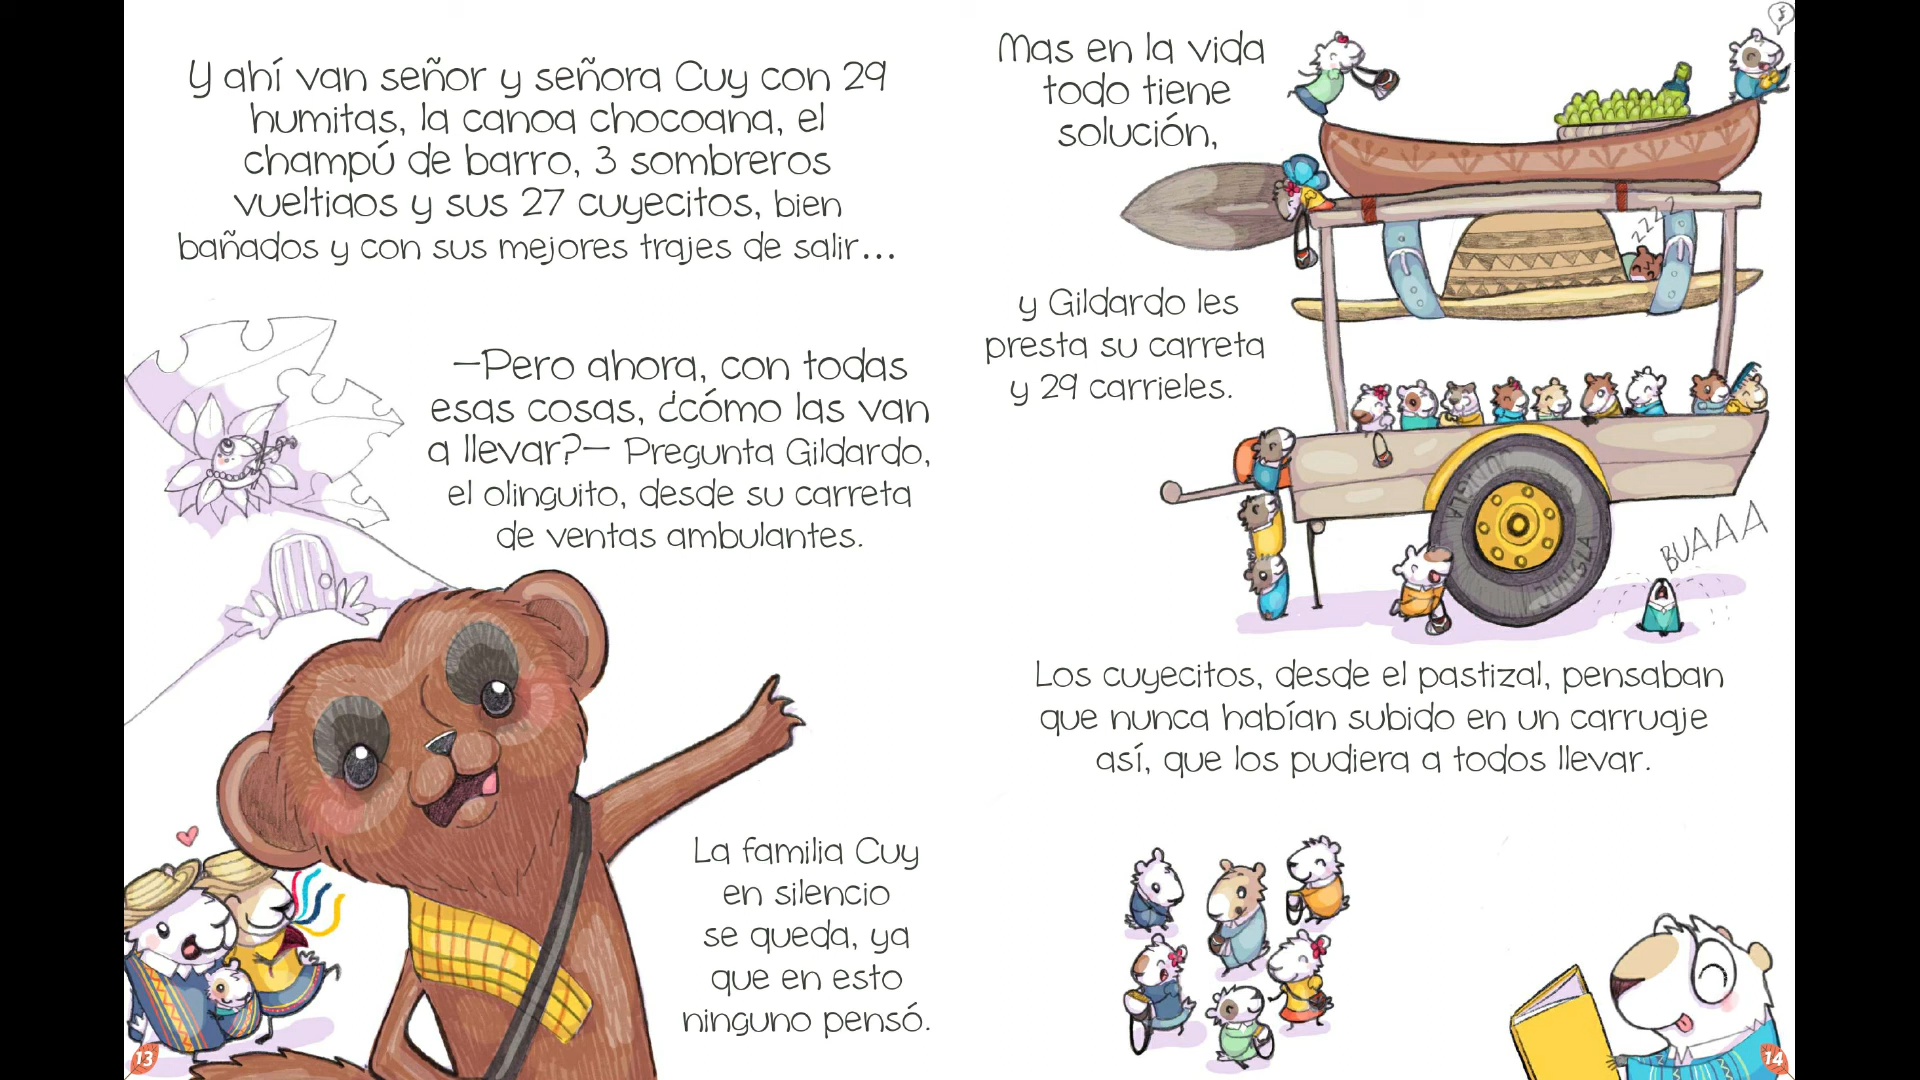 Y ahí van señor y señora Cuy con 29
humitas, la canoa chocoana, el
champú de barro, 3 sombreros
vueltiaos y sus 27 cuyecitos, bien
bañados y con sus mejores trajes de salir...
—Pero ahora, con todas
esas cosas, ¿cómo las van
a llevar?— Pregunta Gildardo,
el olinguito, desde su carreta
de ventas ambulantes.
La familia Cuy
en silencio
se queda, ya
que en esto
ninguno pensó.
13
Mas en la vida
todo tiene
solución,
y Gildardo les
presta su carreta
y 29 carrieles.
zzzz
JUNGLA
JUNGLA
BUAAA
Los cuyecitos, desde el pastizal, pensaban
que nunca habían subido en un carruaje
así, que los pudiera a todos llevar.
14